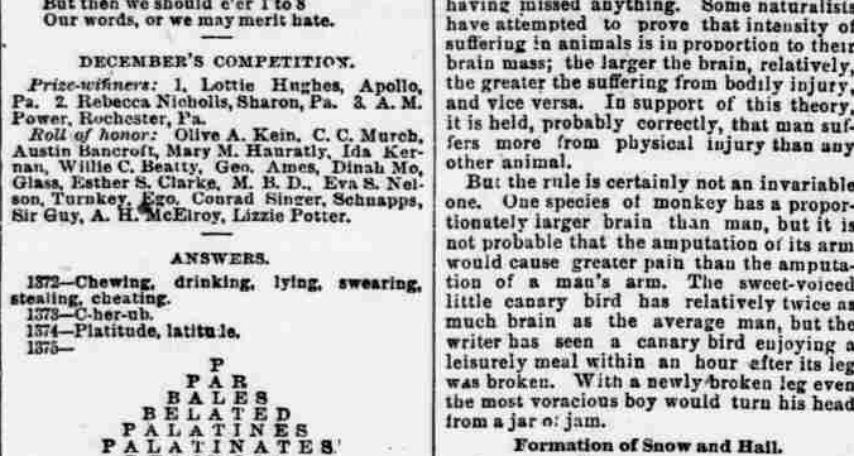 But then we should e'er 1 to 8
Our words, or we may merit hate.
DECEMBER'S COMPETITION.
Prize-winners: 1. Lottie Hughes, Apollo,
Pa. 2. Rebecca Nicholls, Sharon, Pa. 3. A. M.
Power, Rochester, Pa.
Roll of honor: Olive A. Kein, C. C. Murch,
Austin Bancroft, Mary M. Hanratly, Ida Ker-
nan, Willie C. Beatty, Geo. Ames, Dinah Mo,
Glass, Esther S. Clarke, M. B. D., Eva S. Nel-
son, Turnkey, Ego, Conrad Singer, Schnapps,
Sir Guy, A. H. McElroy, Lizzie Potter.
ANSWERS.
1372—Chewing, drinking, lying, swearing,
stealing, cheating.
1373—C-her-ub.
1374—Platitude, latitude.
1375—
P
P A R
B A L E S
B E L A T E D
P A L A T I N E S
P A L A T I N A T E S
having missed anything. Some naturalists
have attempted to prove that intensity of
suffering in animals is in proportion to their
brain mass; the larger the brain, relatively,
the greater the suffering from bodily injury,
and vice versa. In support of this theory,
it is held, probably correctly, that man suf-
fers more from physical injury than any
other animal.
But the rule is certainly not an invariable
one. One species of monkey has a propor-
tionately larger brain than man, but it is
not probable that the amputation of its arm
would cause greater pain than the amputa-
tion of a man's arm. The sweet-voiced
little canary bird has relatively twice as
much brain as the average man, but the
writer has seen a canary bird enjoying a
leisurely meal within an hour after its leg
was broken. With a newly broken leg even
the most voracious boy would turn his head
from a jar of jam.
Formation of Snow and Hail.